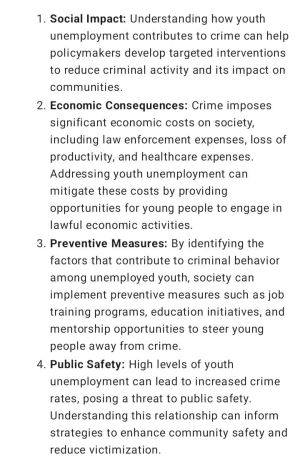 1. Social Impact: Understanding how youth
unemployment contributes to crime can help
policymakers develop targeted interventions
to reduce criminal activity and its impact on
communities.
2. Economic Consequences: Crime imposes
significant economic costs on society,
including law enforcement expenses, loss of
productivity, and healthcare expenses.
Addressing youth unemployment can
mitigate these costs by providing
opportunities for young people to engage in
lawful economic activities.
3. Preventive Measures: By identifying the
factors that contribute to criminal behavior
among unemployed youth, society can
implement preventive measures such as job
training programs, education initiatives, and
mentorship opportunities to steer young
people away from crime.
4. Public Safety: High levels of youth
unemployment can lead to increased crime
rates, posing a threat to public safety.
Understanding this relationship can inform
strategies to enhance community safety and
reduce victimization.